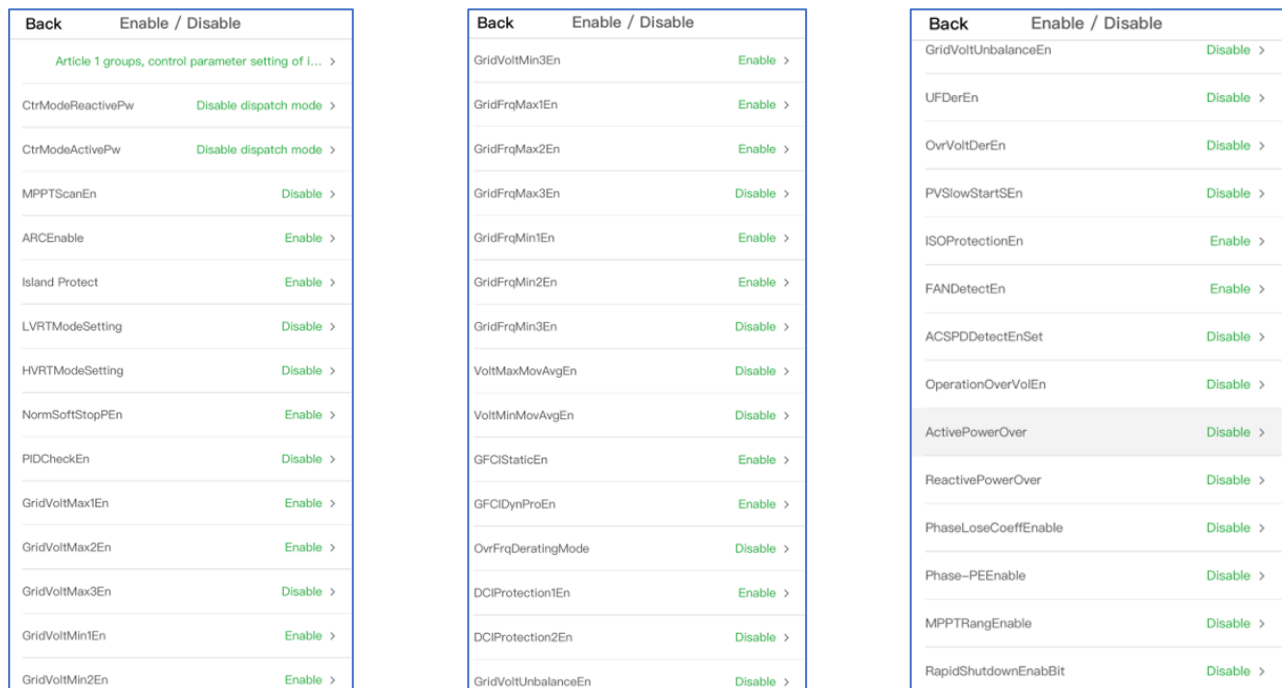 Back Enable / Disable
Article 1 groups, control parameter setting of i... >
CtrModeReactivePw Disable dispatch mode >
CtrModeActivePw Disable dispatch mode >
MPPTScanEn Disable >
ARCEnable Enable >
Island Protect Enable >
LVRTModeSetting Disable >
HVRTModeSetting Disable >
NormSoftStopPEn Enable >
PIDCheckEn Disable >
GridVoltMax1En Enable >
GridVoltMax2En Enable >
GridVoltMax3En Disable >
GridVoltMin1En Enable >
GridVoltMin2En Enable >
Back Enable / Disable
GridVoltMin3En Enable >
GridFrqMax1En Enable >
GridFrqMax2En Enable >
GridFrqMax3En Disable >
GridFrqMin1En Enable >
GridFrqMin2En Enable >
GridFrqMin3En Disable >
VoltMaxMovAvgEn Disable >
VoltMinMovAvgEn Disable >
GFCIStaticEn Enable >
GFCIDynProEn Enable >
OvrFrqDeratingMode Disable >
DCIProtection1En Enable >
DCIProtection2En Disable >
GridVoltUnbalanceEn Disable >
Back Enable / Disable
GridVoltUnbalanceEn Disable >
UFDerEn Disable >
OvrVoltDerEn Disable >
PVSlowStartSEn Disable >
ISOProtectionEn Enable >
FANDetectEn Enable >
ACSPDDetectEnSet Disable >
OperationOverVolEn Disable >
ActivePowerOver Disable >
ReactivePowerOver Disable >
PhaseLoseCoeffEnable Disable >
Phase-PEEnable Disable >
MPPTRangEnable Disable >
RapidShutdownEnabBit Disable >